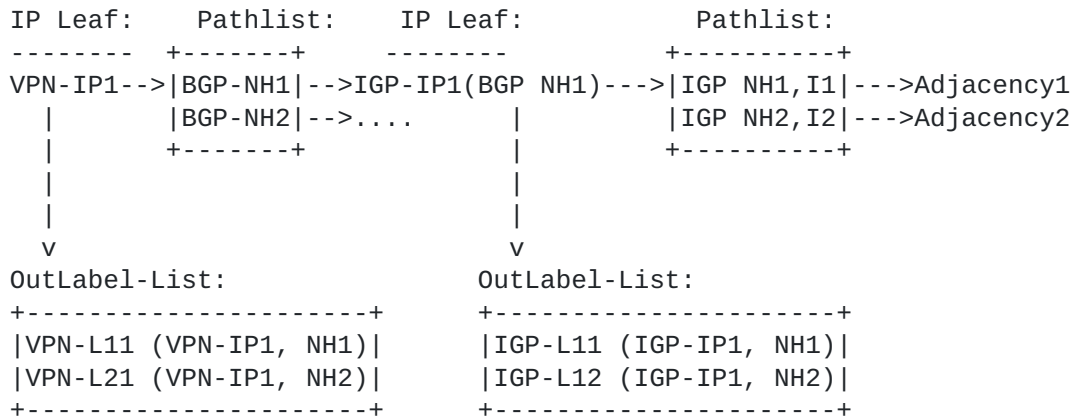 IP Leaf:    Pathlist:    IP Leaf:           Pathlist:
--------  +-------+    --------          +----------+
VPN-IP1-->|BGP-NH1|-->IGP-IP1(BGP NH1)--->|IGP NH1,I1|--->Adjacency1
  |       |BGP-NH2|-->....      |         |IGP NH2,I2|--->Adjacency2
  |       +-------+             |         +----------+
  |                             |
  |                             |
  v                             v
OutLabel-List:                OutLabel-List:
+----------------------+      +----------------------+
|VPN-L11 (VPN-IP1, NH1)|      |IGP-L11 (IGP-IP1, NH1)|
|VPN-L21 (VPN-IP1, NH2)|      |IGP-L12 (IGP-IP1, NH2)|
+----------------------+      +----------------------+